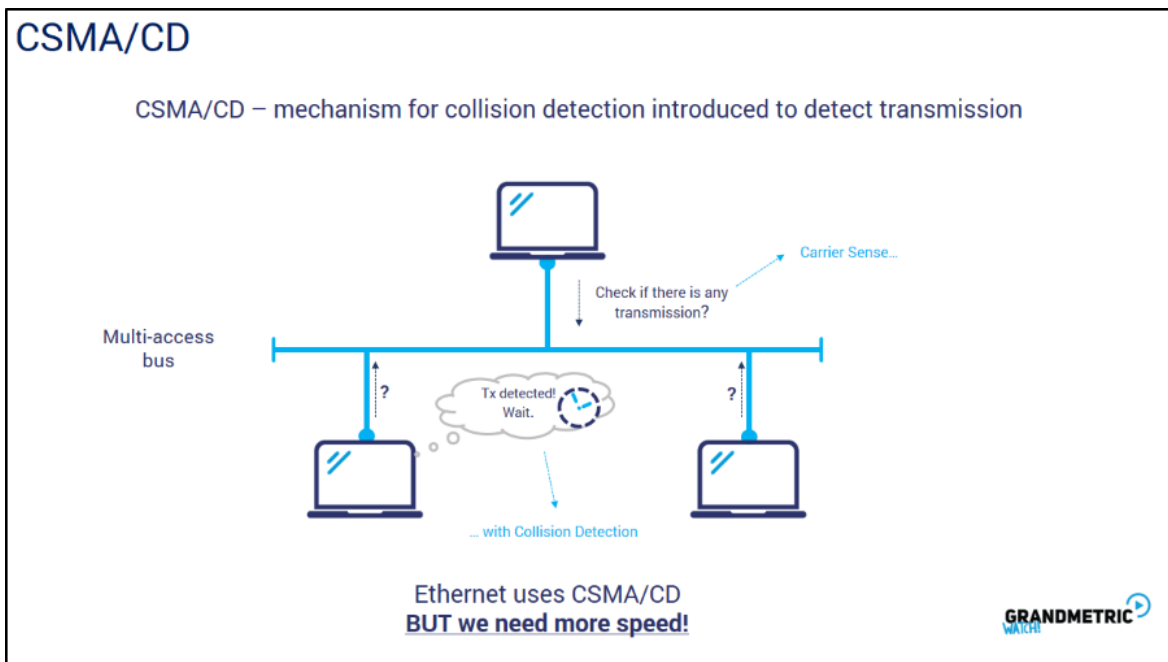 CSMA/CD
CSMA/CD – mechanism for collision detection introduced to detect transmission
Carrier Sense…
Check if there is any
transmission?
Multi-access
bus
?
Tx detected!
Wait.
?
… with Collision Detection
Ethernet uses CSMA/CD
BUT we need more speed!
GRANDMETRIC
WATCH!